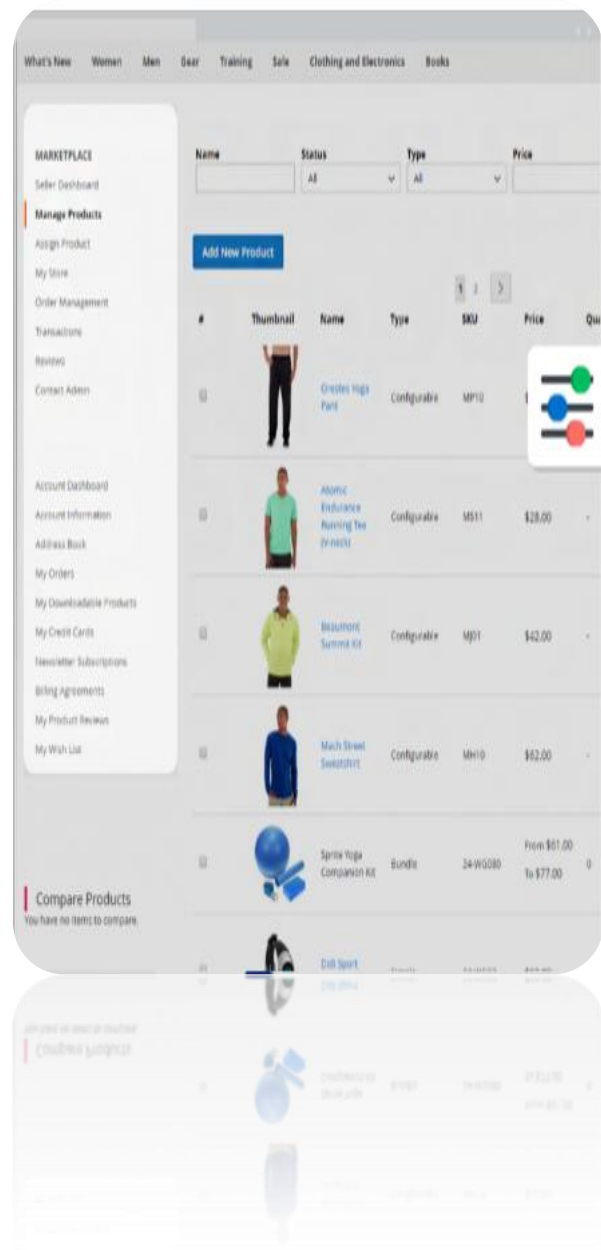 What's New Women Men Gear Training Sale Clothing and Electronics Books
MARKETPLACE
Seller Dashboard
Manage Products
Assign Product
My Store
Order Management
Transactions
Reviews
Contact Admin
Account Dashboard
Account Information
Address Book
My Orders
My Downloadable Products
My Credit Cards
Newsletter Subscriptions
Billing Agreements
My Product Reviews
My Wish List
Compare Products
You have no items to compare.
Name Status Type Price
All All
Add New Product
1 2 >
# Thumbnail Name Type SKU Price Qua
Orestes Yoga
Pant
Configurable MP10
Atomic
Endurance
Running Tee
(V-neck)
Configurable MS11 $28.00 -
Beaumont
Summit Kit
Configurable MJ01 $42.00 -
Mach Street
Sweatshirt
Configurable MH10 $62.00 -
Sprite Yoga
Companion Kit
Bundle 24-WG080
From $61.00
To $77.00
0
Didi Sport